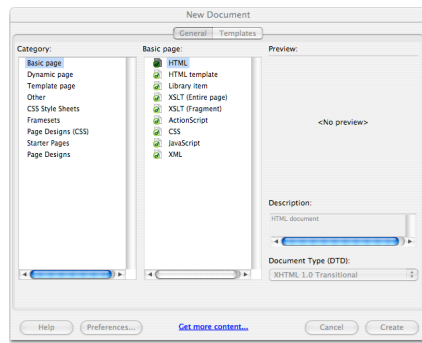 New Document
General Templates
Category:
Basic page
Dynamic page
Template page
Other
CSS Style Sheets
Framesets
Page Designs (CSS)
Starter Pages
Page Designs
Basic page:
HTML
HTML template
Library item
XSLT (Entire page)
XSLT (Fragment)
ActionScript
CSS
JavaScript
XML
Preview:
<No preview>
Description:
HTML document
Document Type (DTD):
XHTML 1.0 Transitional
Help Preferences... Get more content... Cancel Create